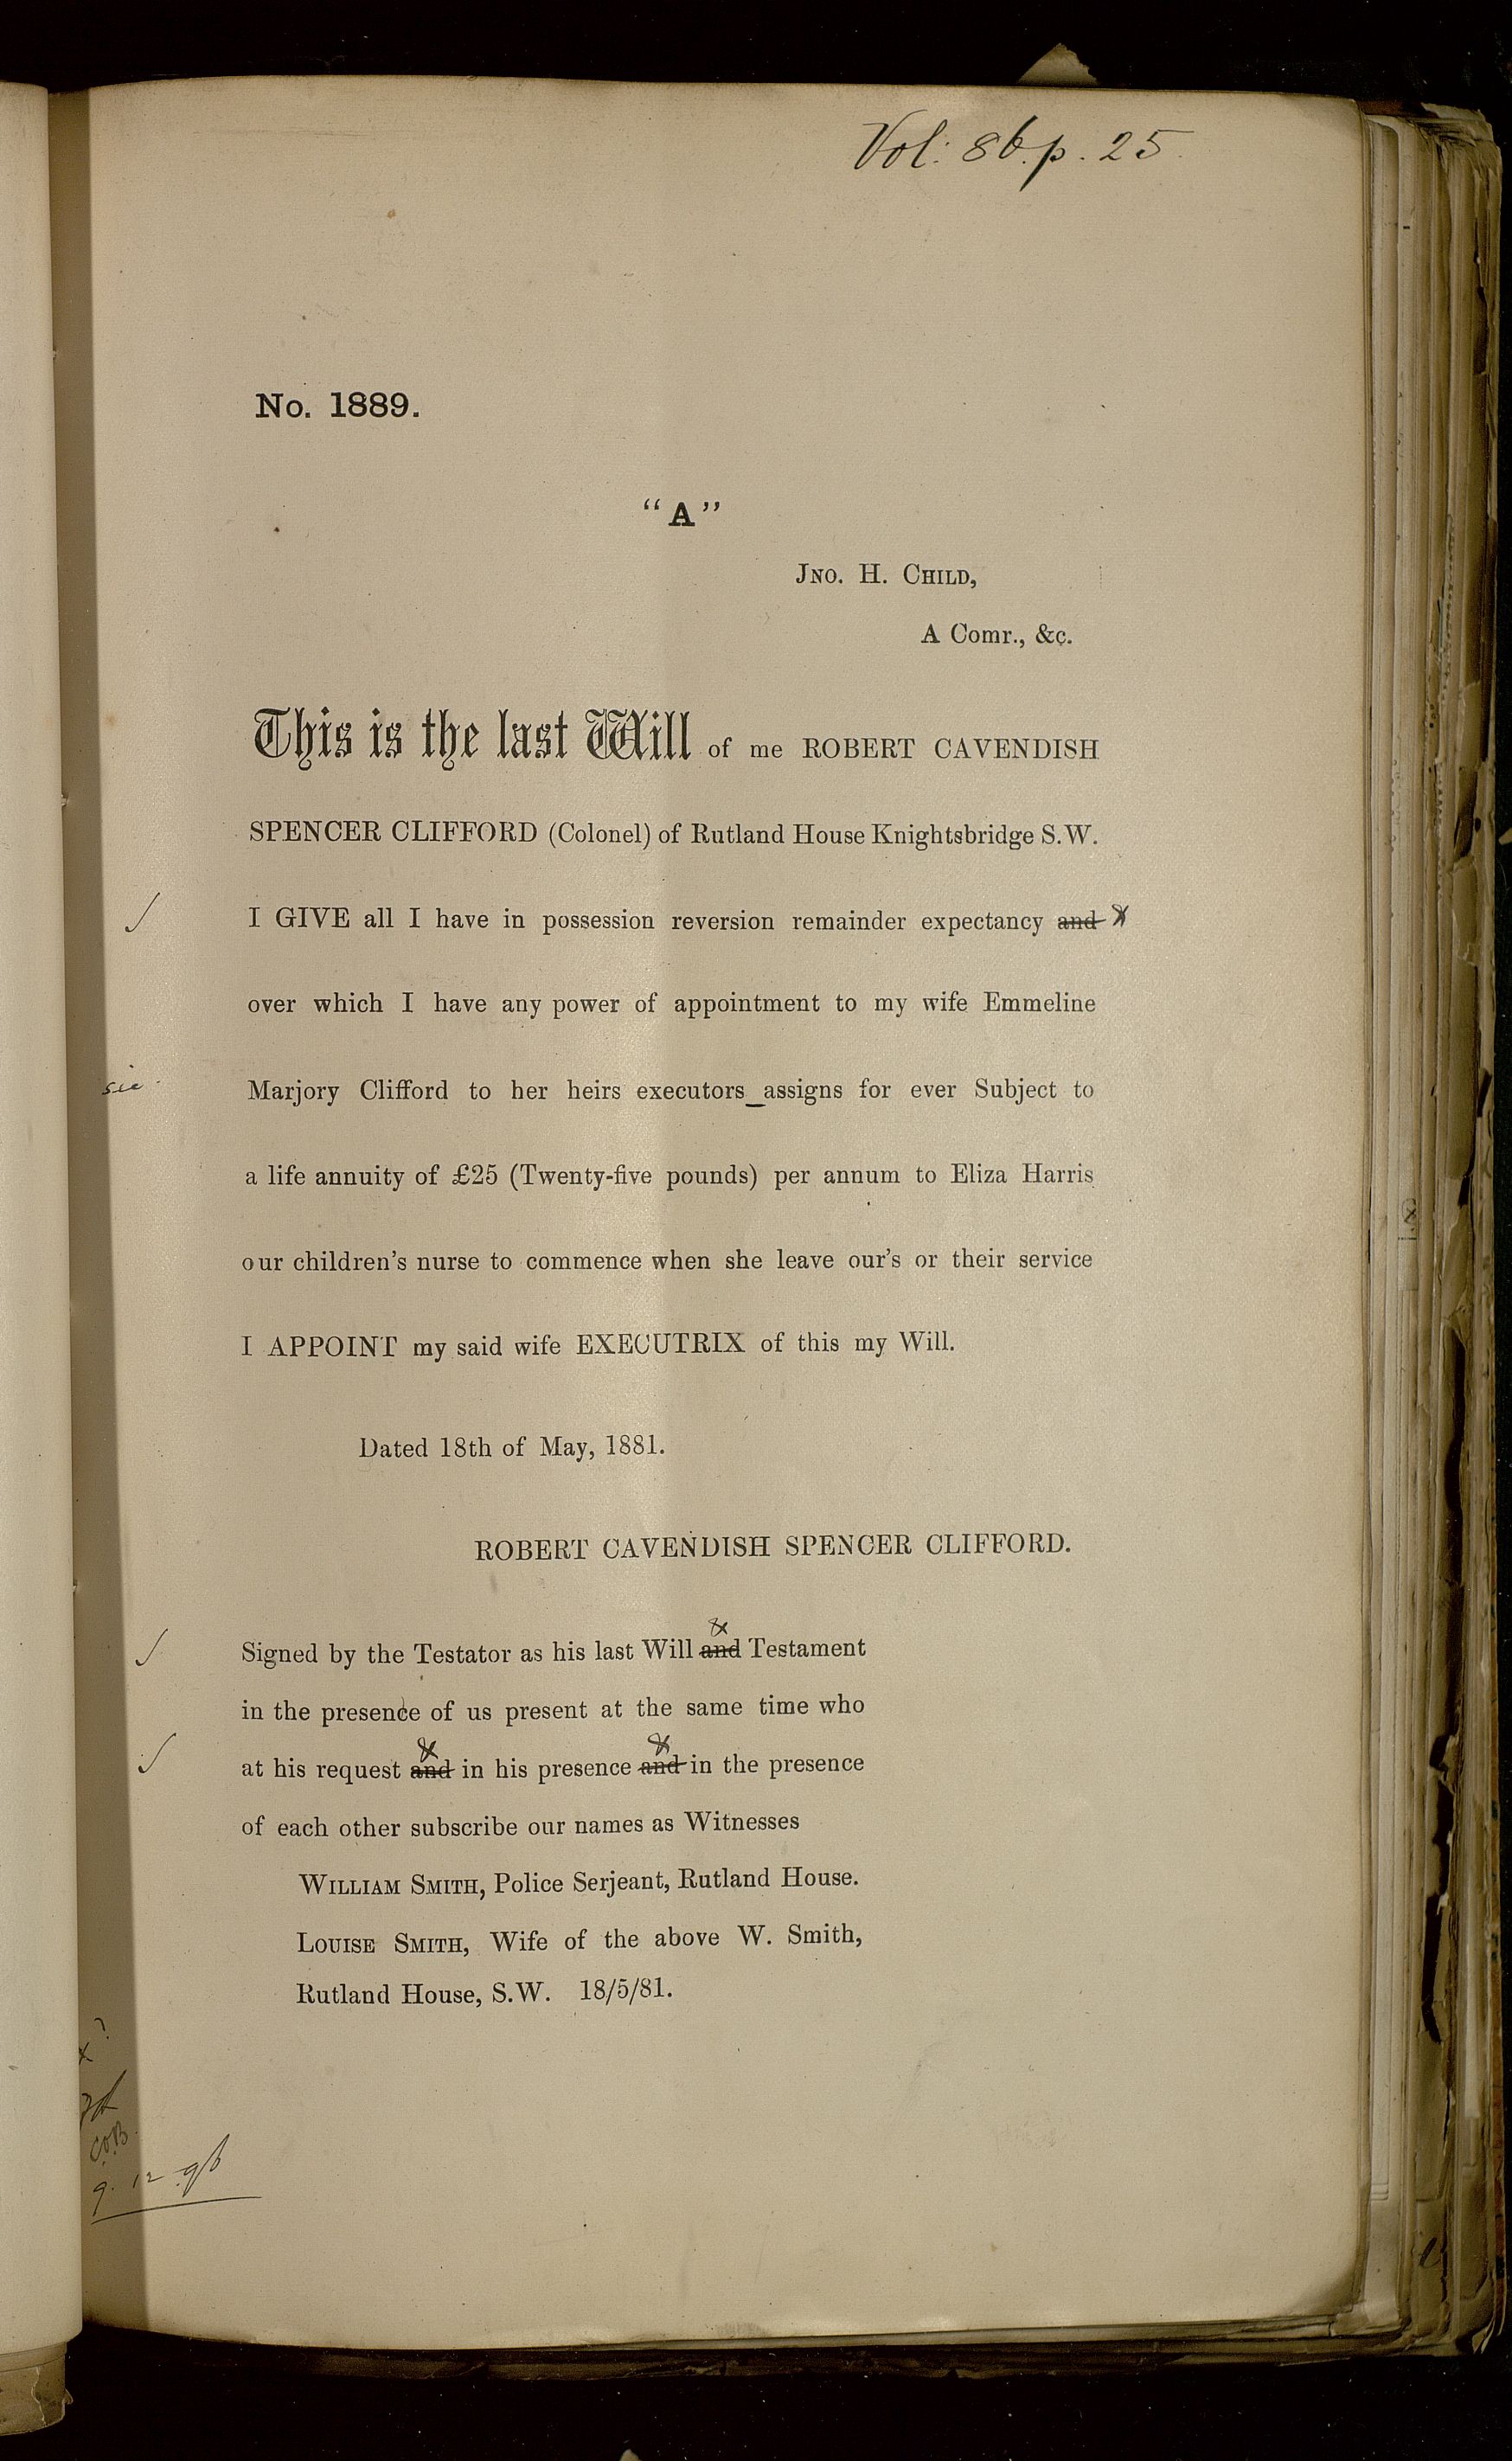 Vol: 86. p. 25
No. 1889.
“A”
JNO. H. CHILD,
A Comr., &c.
This is the last Will of me ROBERT CAVENDISH
SPENCER CLIFFORD (Colonel) of Rutland House Knightsbridge S.W.
I GIVE all I have in possession reversion remainder expectancy and &
over which I have any power of appointment to my wife Emmeline
sic. Marjory Clifford to her heirs executors assigns for ever Subject to
a life annuity of £25 (Twenty-five pounds) per annum to Eliza Harris
our children's nurse to commence when she leave our's or their service
I APPOINT my said wife EXECUTRIX of this my Will.
Dated 18th of May, 1881.
ROBERT CAVENDISH SPENCER CLIFFORD.
&
Signed by the Testator as his last Will and Testament
in the presence of us present at the same time who
& &
at his request and in his presence and in the presence
of each other subscribe our names as Witnesses
WILLIAM SMITH, Police Serjeant, Rutland House.
LOUISE SMITH, Wife of the above W. Smith,
Rutland House, S.W. 18/5/81.
9. 12. 96